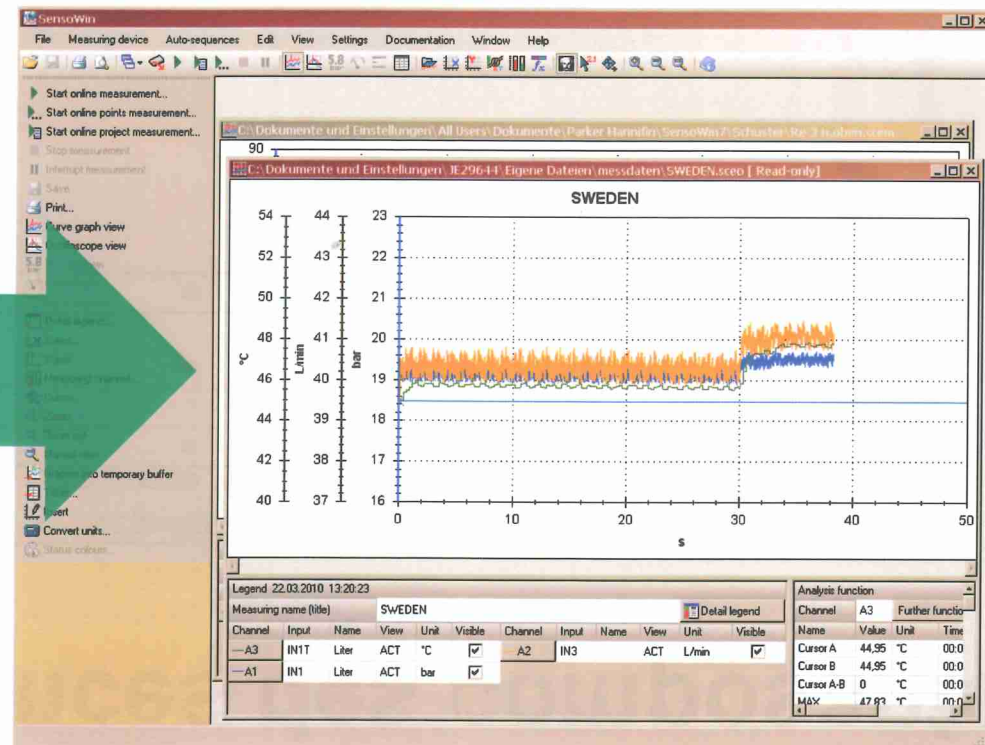 SensoWin
File Measuring device Auto-sequences Edit View Settings Documentation Window Help
Start online measurement...
Start online points measurement...
Start online project measurement...
Stop measurement
Interrupt measurement
Save
Print...
Curve graph view
Oscilloscope view
C:\Dokumente und Einstellungen\All Users\Dokumente\Parker Hannifin\SensoWin7\Schuster\
90
C:\Dokumente und Einstellungen\JE29644\Eigene Dateien\messdaten\SWEDEN.sceo [ Read-only]
SWEDEN
54 44 23
52 43 22
50 42 21
48 41 20
°C L/min bar
46 40 19
44 39 18
42 38 17
40 37 16
0 10 20 30 40 50
s
temporary buffer
Invert
Convert units...
Status colours...
Legend 22.03.2010 13:20:23
Measuring name (title) SWEDEN Detail legend
Channel Input Name View Unit Visible Channel Input Name View Unit Visible
A3 IN1T Liter ACT °C A2 IN3 ACT L/min
A1 IN1 Liter ACT bar
Analysis function
Channel A3 Further functio
Name Value Unit Time
Cursor A 44,95 °C 00:0
Cursor B 44,95 °C 00:0
Cursor A-B 0 °C 00:0
MAX 47,83 °C 00:0